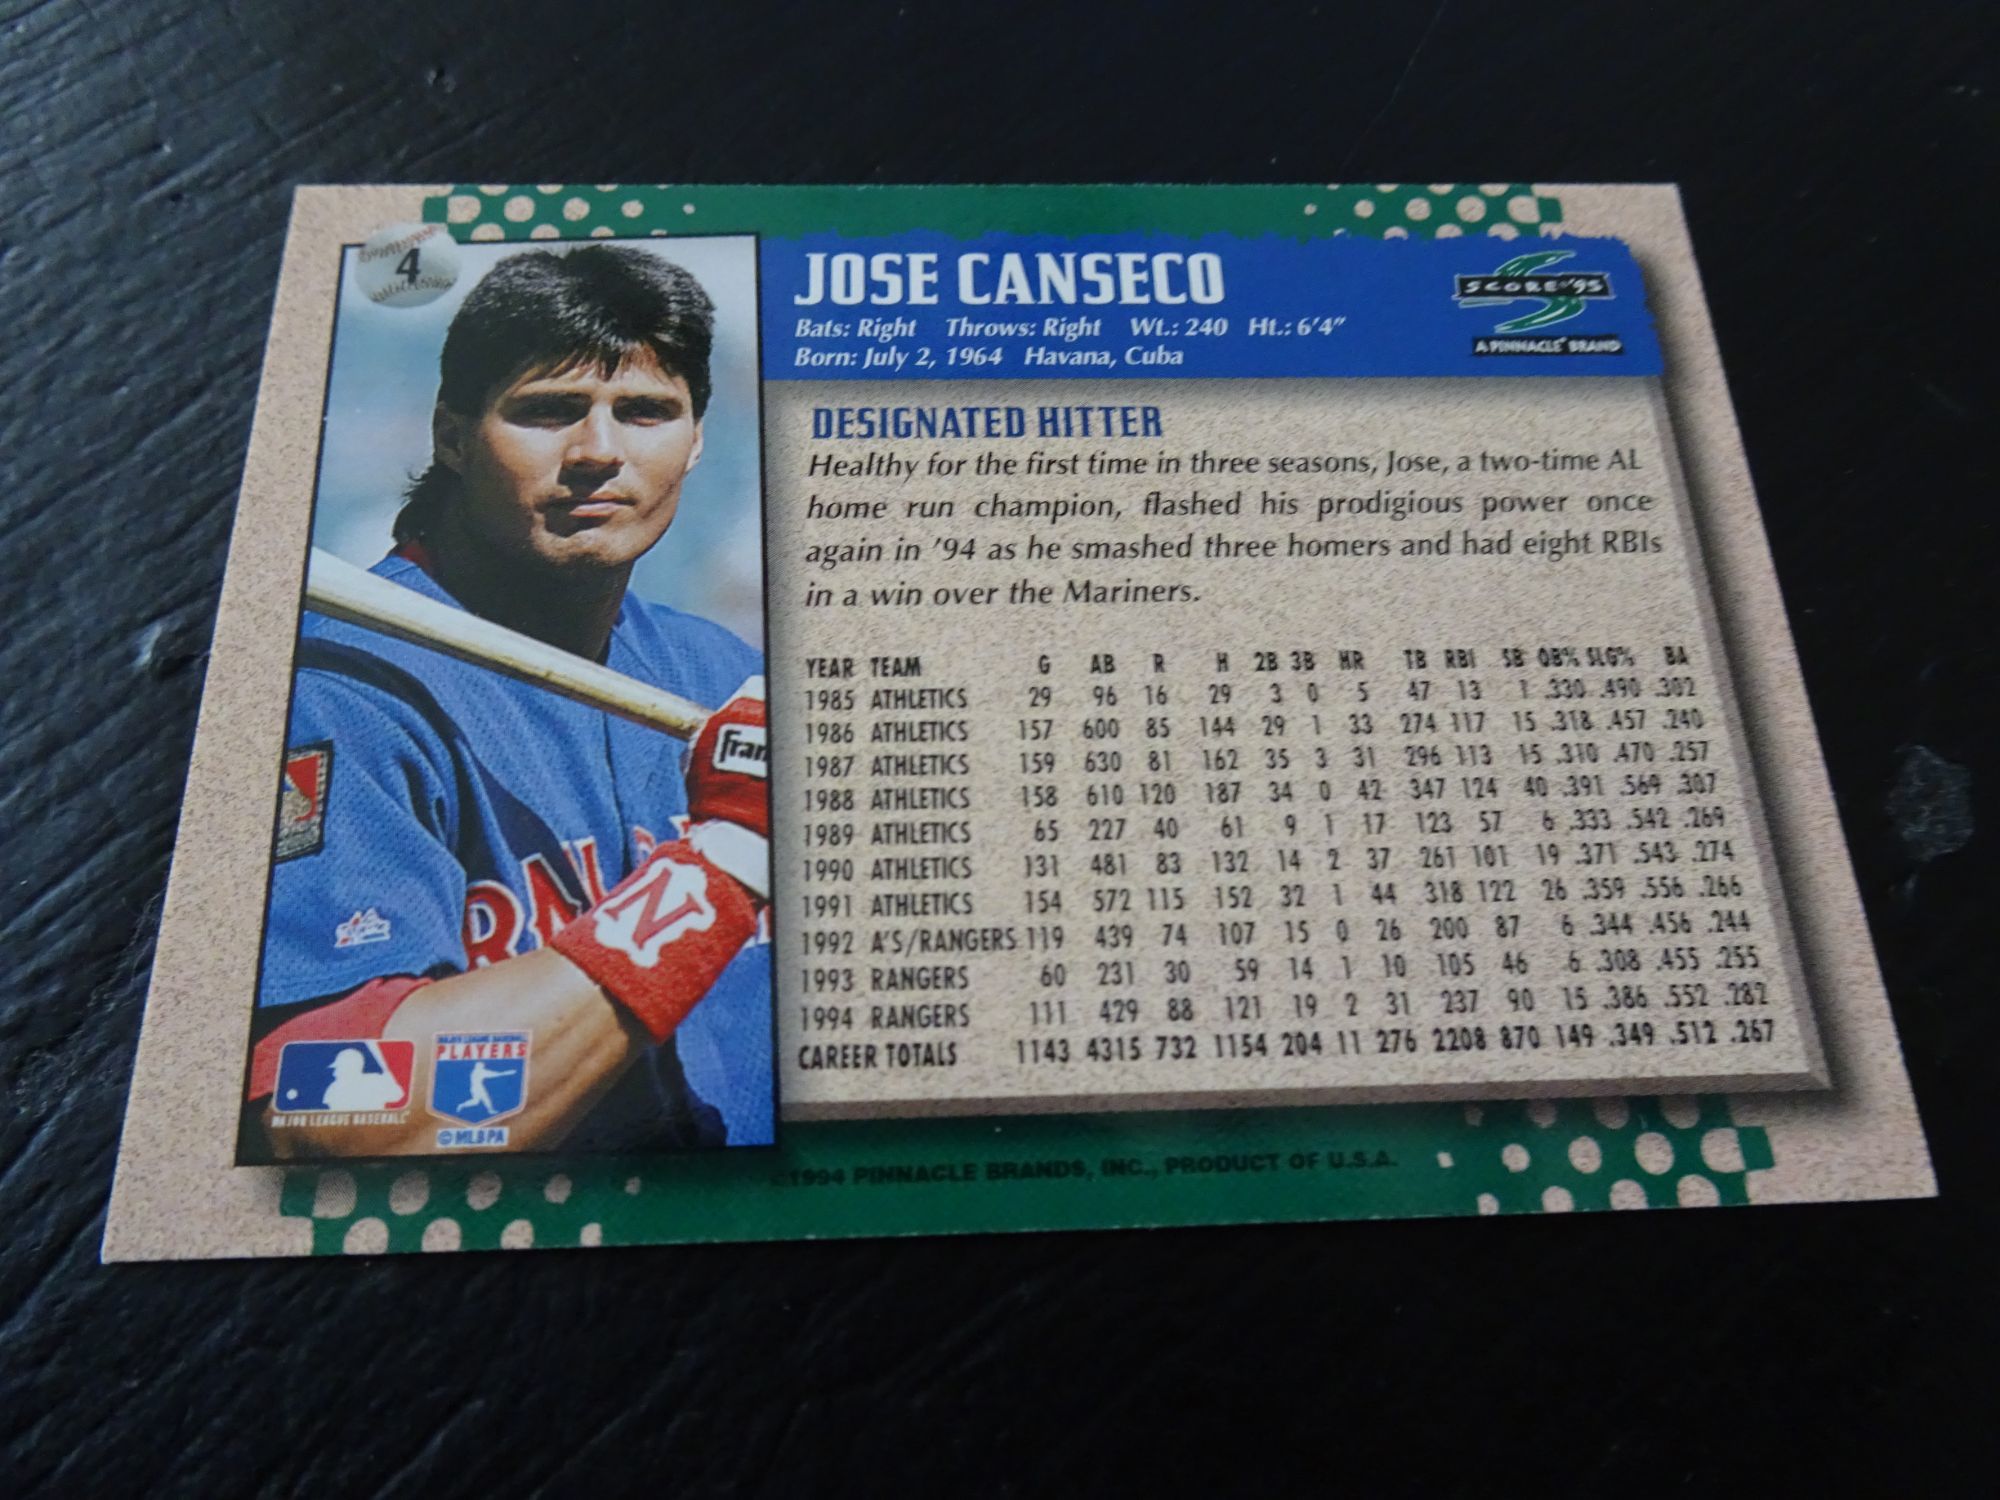 4
JOSE CANSECO
Bats: Right Throws: Right Wt.: 240 Ht.: 6'4"
Born: July 2, 1964 Havana, Cuba
SCORE '95
A PINNACLE BRAND
DESIGNATED HITTER
Healthy for the first time in three seasons, Jose, a two-time AL
home run champion, flashed his prodigious power once
again in '94 as he smashed three homers and had eight RBIs
in a win over the Mariners.
YEAR TEAM G AB R H 2B 3B HR TB RBI SB OB% SLG% BA
1985 ATHLETICS 29 96 16 29 3 0 5 47 13 1 .330 .490 .302
1986 ATHLETICS 157 600 85 144 29 1 33 274 117 15 .318 .457 .240
1987 ATHLETICS 159 630 81 162 35 3 31 296 113 15 .310 .470 .257
1988 ATHLETICS 158 610 120 187 34 0 42 347 124 40 .391 .569 .307
1989 ATHLETICS 65 227 40 61 9 1 17 123 57 6 .333 .542 .269
1990 ATHLETICS 131 481 83 132 14 2 37 261 101 19 .371 .543 .274
1991 ATHLETICS 154 572 115 152 32 1 44 318 122 26 .359 .556 .266
1992 A'S/RANGERS 119 439 74 107 15 0 26 200 87 6 .344 .456 .244
1993 RANGERS 60 231 30 59 14 1 10 105 46 6 .308 .455 .255
1994 RANGERS 111 429 88 121 19 2 31 237 90 15 .386 .552 .282
CAREER TOTALS 1143 4315 732 1154 204 11 276 2208 870 149 .349 .512 .267
fran
RAN
N
MAJOR LEAGUE BASEBALL
MAJOR LEAGUE BASEBALL
PLAYERS
© MLBPA
©1994 PINNACLE BRANDS, INC., PRODUCT OF U.S.A.